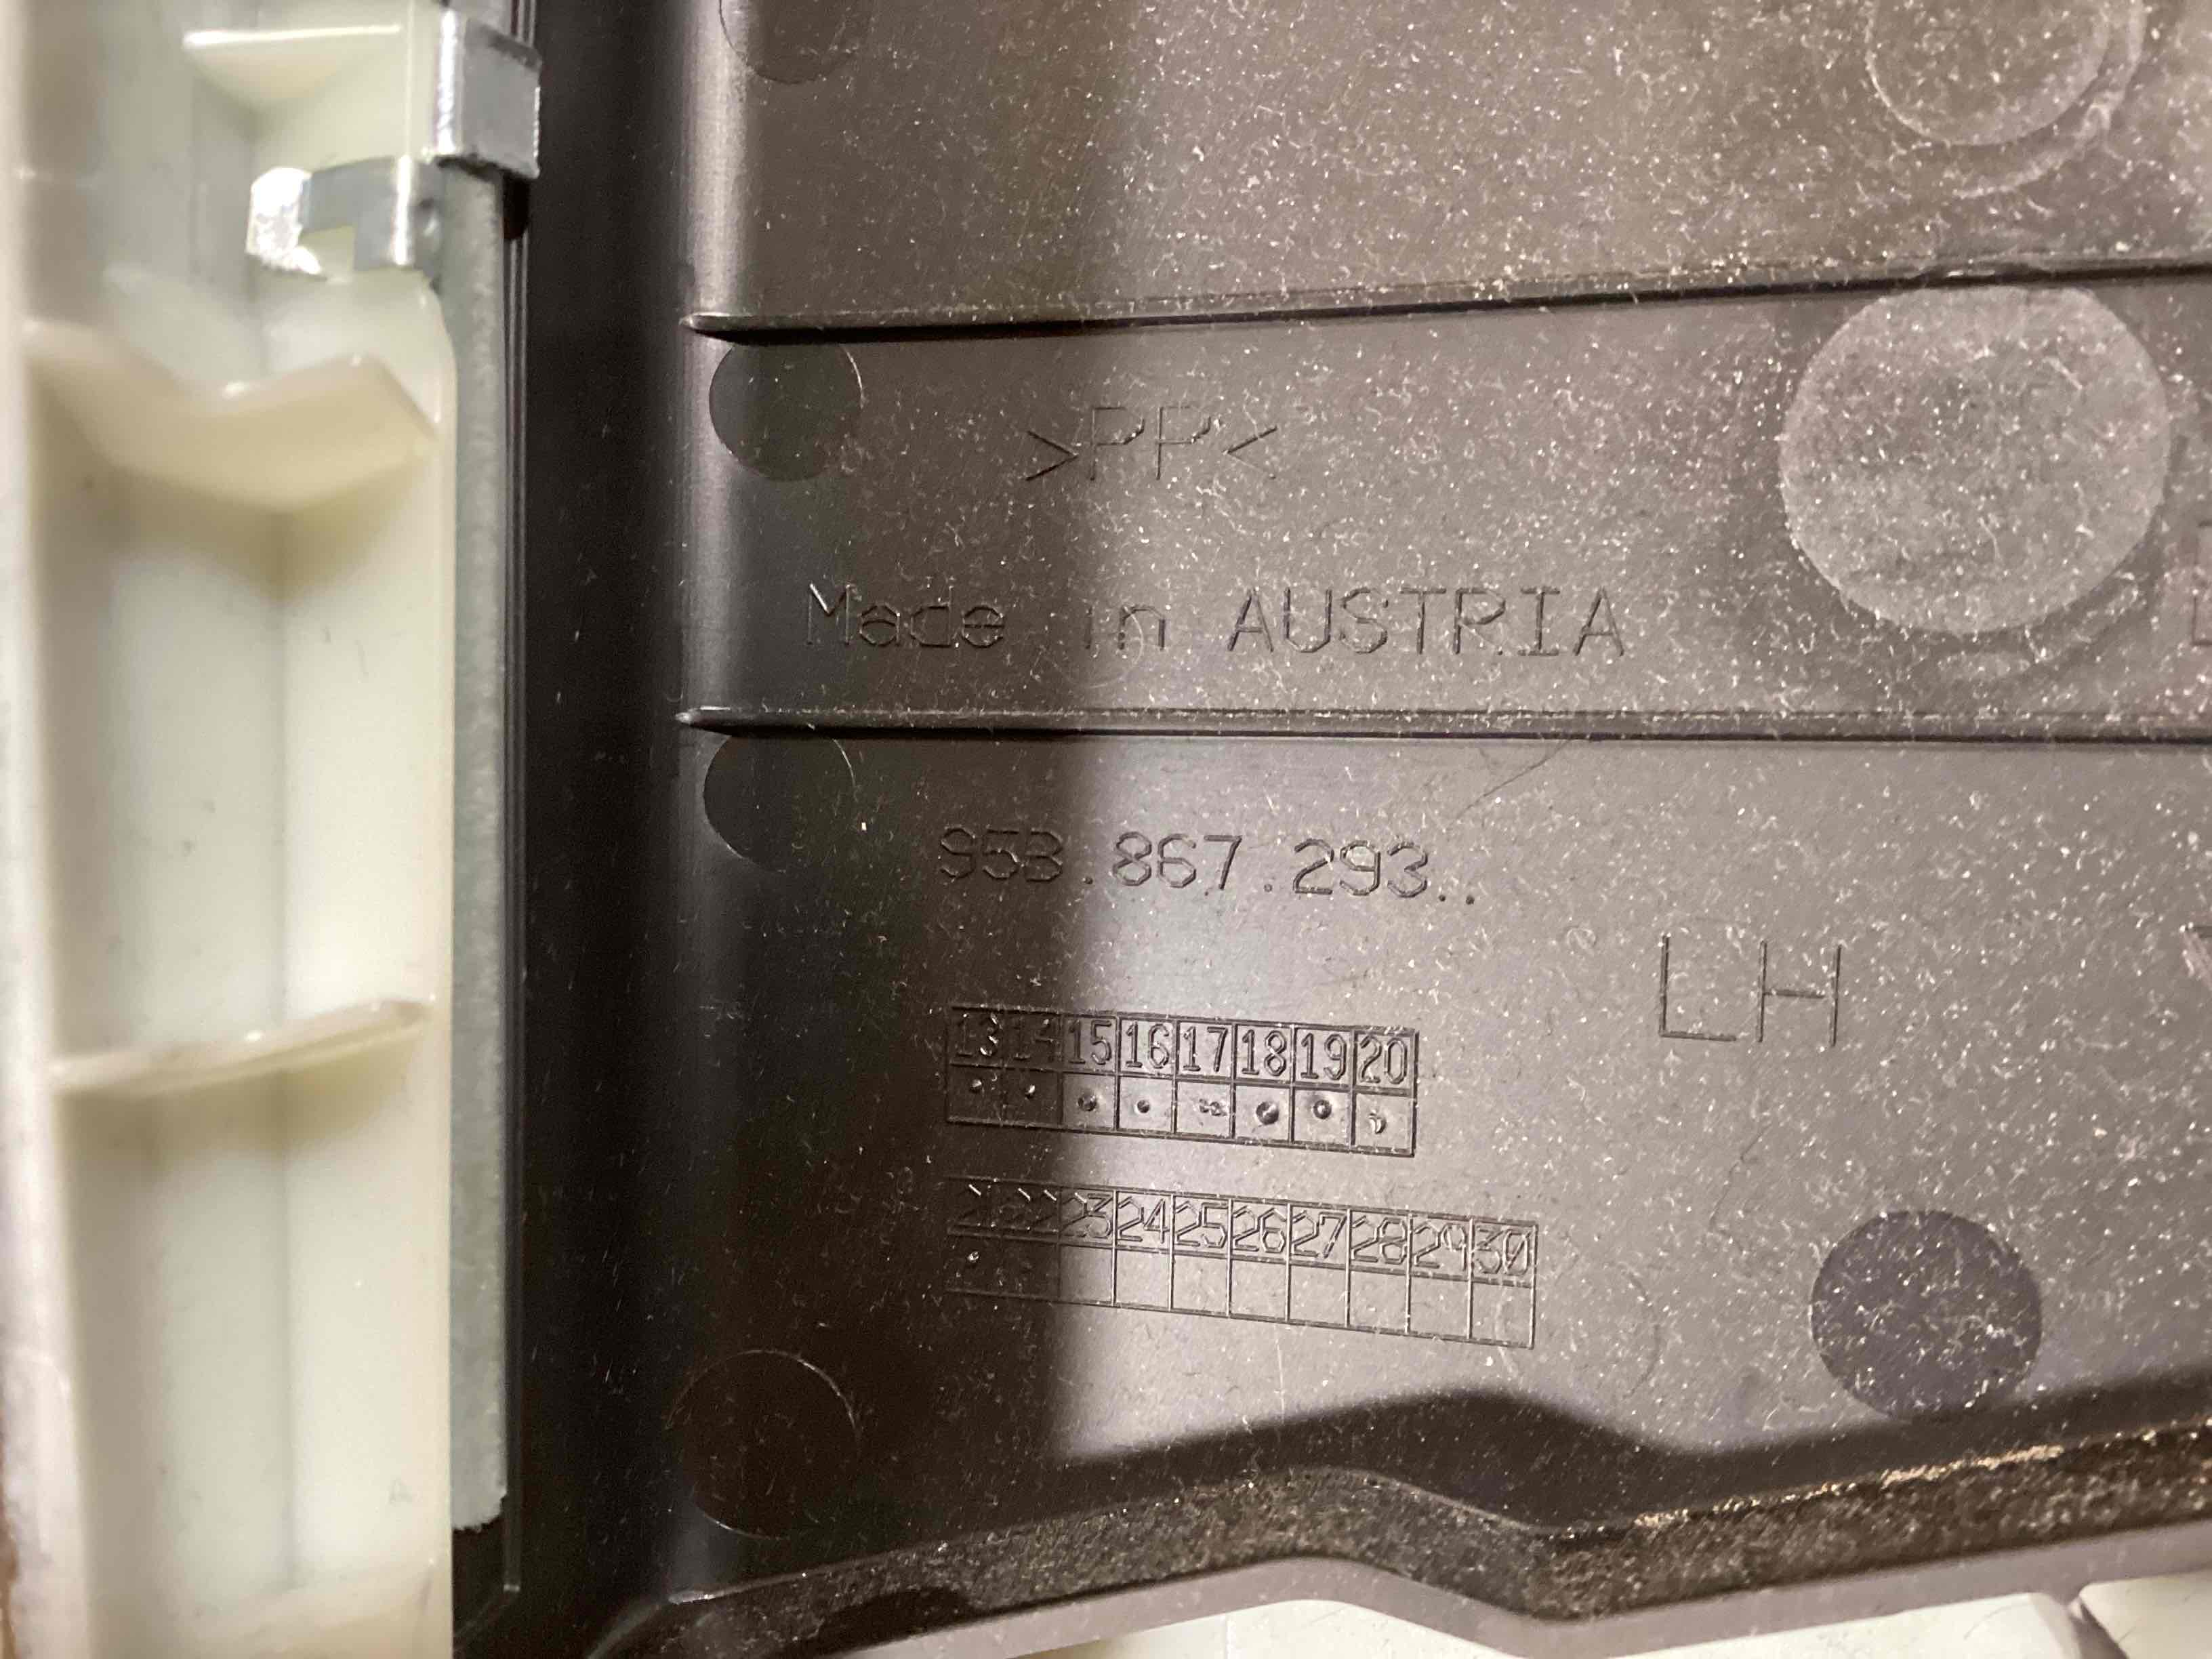 >PP<
Made in AUSTRIA
95B.867.293..
LH
13 14 15 16 17 18 19 20
21 22 23 24 25 26 27 28 29 30